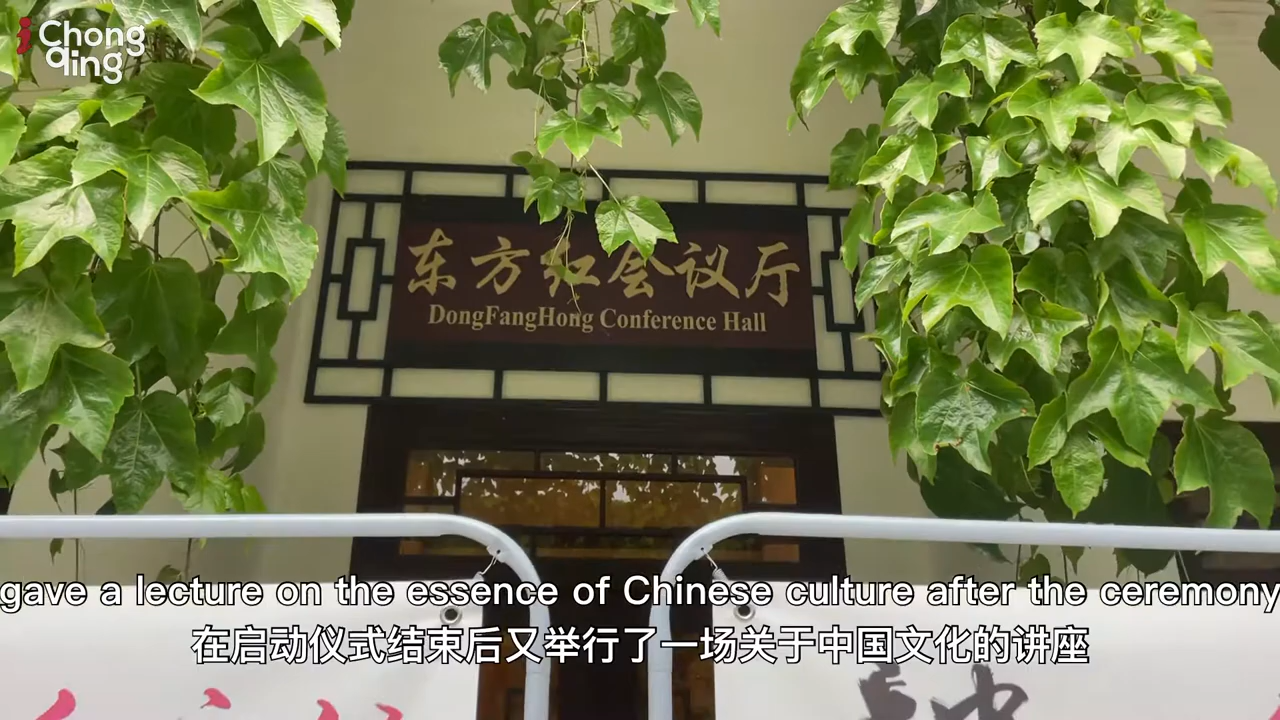 iChong
qing
东方红会议厅
DongFangHong Conference Hall
gave a lecture on the essence of Chinese culture after the ceremony
在启动仪式结束后又举行了一场关于中国文化的讲座